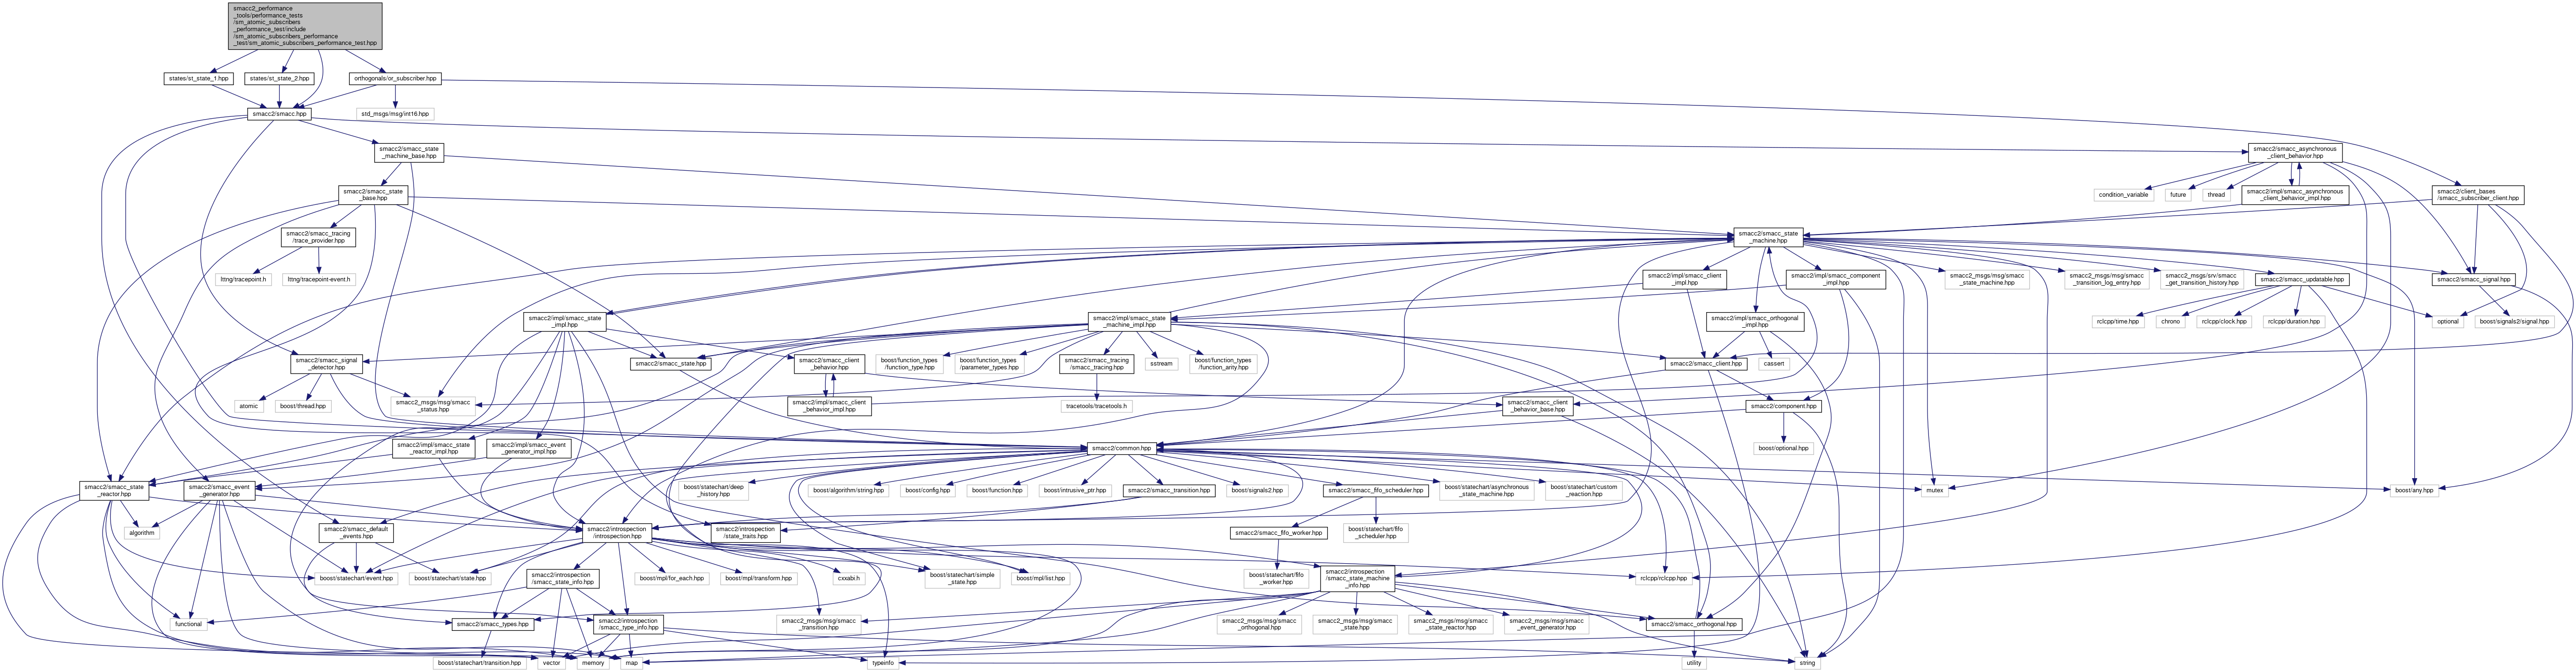 smacc2_performance
_tools/performance_tests
/sm_atomic_subscribers
_performance_test/include
/sm_atomic_subscribers_performance
_test/sm_atomic_subscribers_performance_test.hpp
states/st_state_1.hpp
states/st_state_2.hpp
orthogonals/or_subscriber.hpp
smacc2/smacc.hpp
std_msgs/msg/int16.hpp
smacc2/smacc_state
_machine_base.hpp
smacc2/smacc_asynchronous
_client_behavior.hpp
smacc2/smacc_state
_base.hpp
condition_variable
future
thread
smacc2/impl/smacc_asynchronous
_client_behavior_impl.hpp
smacc2/client_bases
/smacc_subscriber_client.hpp
smacc2/smacc_tracing
/trace_provider.hpp
smacc2/smacc_state
_machine.hpp
lttng/tracepoint.h
lttng/tracepoint-event.h
smacc2/impl/smacc_client
_impl.hpp
smacc2/impl/smacc_component
_impl.hpp
smacc2_msgs/msg/smacc
_state_machine.hpp
smacc2_msgs/msg/smacc
_transition_log_entry.hpp
smacc2_msgs/srv/smacc
_get_transition_history.hpp
smacc2/smacc_updatable.hpp
smacc2/smacc_signal.hpp
smacc2/impl/smacc_state
_impl.hpp
smacc2/impl/smacc_state
_machine_impl.hpp
smacc2/impl/smacc_orthogonal
_impl.hpp
rclcpp/time.hpp
chrono
rclcpp/clock.hpp
rclcpp/duration.hpp
optional
boost/signals2/signal.hpp
smacc2/smacc_signal
_detector.hpp
smacc2/smacc_state.hpp
smacc2/smacc_client
_behavior.hpp
boost/function_types
/function_type.hpp
boost/function_types
/parameter_types.hpp
smacc2/smacc_tracing
/smacc_tracing.hpp
sstream
boost/function_types
/function_arity.hpp
smacc2/smacc_client.hpp
cassert
atomic
boost/thread.hpp
smacc2_msgs/msg/smacc
_status.hpp
smacc2/impl/smacc_client
_behavior_impl.hpp
tracetools/tracetools.h
smacc2/smacc_client
_behavior_base.hpp
smacc2/component.hpp
smacc2/impl/smacc_state
_reactor_impl.hpp
smacc2/impl/smacc_event
_generator_impl.hpp
smacc2/common.hpp
boost/optional.hpp
smacc2/smacc_state
_reactor.hpp
smacc2/smacc_event
_generator.hpp
boost/statechart/deep
_history.hpp
boost/algorithm/string.hpp
boost/config.hpp
boost/function.hpp
boost/intrusive_ptr.hpp
smacc2/smacc_transition.hpp
boost/signals2.hpp
smacc2/smacc_fifo_scheduler.hpp
boost/statechart/asynchronous
_state_machine.hpp
boost/statechart/custom
_reaction.hpp
mutex
boost/any.hpp
algorithm
smacc2/smacc_default
_events.hpp
smacc2/introspection
/introspection.hpp
smacc2/introspection
/state_traits.hpp
smacc2/smacc_fifo_worker.hpp
boost/statechart/fifo
_scheduler.hpp
boost/statechart/event.hpp
boost/statechart/state.hpp
smacc2/introspection
/smacc_state_info.hpp
boost/mpl/for_each.hpp
boost/mpl/transform.hpp
cxxabi.h
boost/statechart/simple
_state.hpp
boost/mpl/list.hpp
boost/statechart/fifo
_worker.hpp
smacc2/introspection
/smacc_state_machine
_info.hpp
rclcpp/rclcpp.hpp
functional
smacc2/smacc_types.hpp
smacc2/introspection
/smacc_type_info.hpp
smacc2_msgs/msg/smacc
_transition.hpp
smacc2_msgs/msg/smacc
_orthogonal.hpp
smacc2_msgs/msg/smacc
_state.hpp
smacc2_msgs/msg/smacc
_state_reactor.hpp
smacc2_msgs/msg/smacc
_event_generator.hpp
smacc2/smacc_orthogonal.hpp
boost/statechart/transition.hpp
vector
memory
map
typeinfo
utility
string